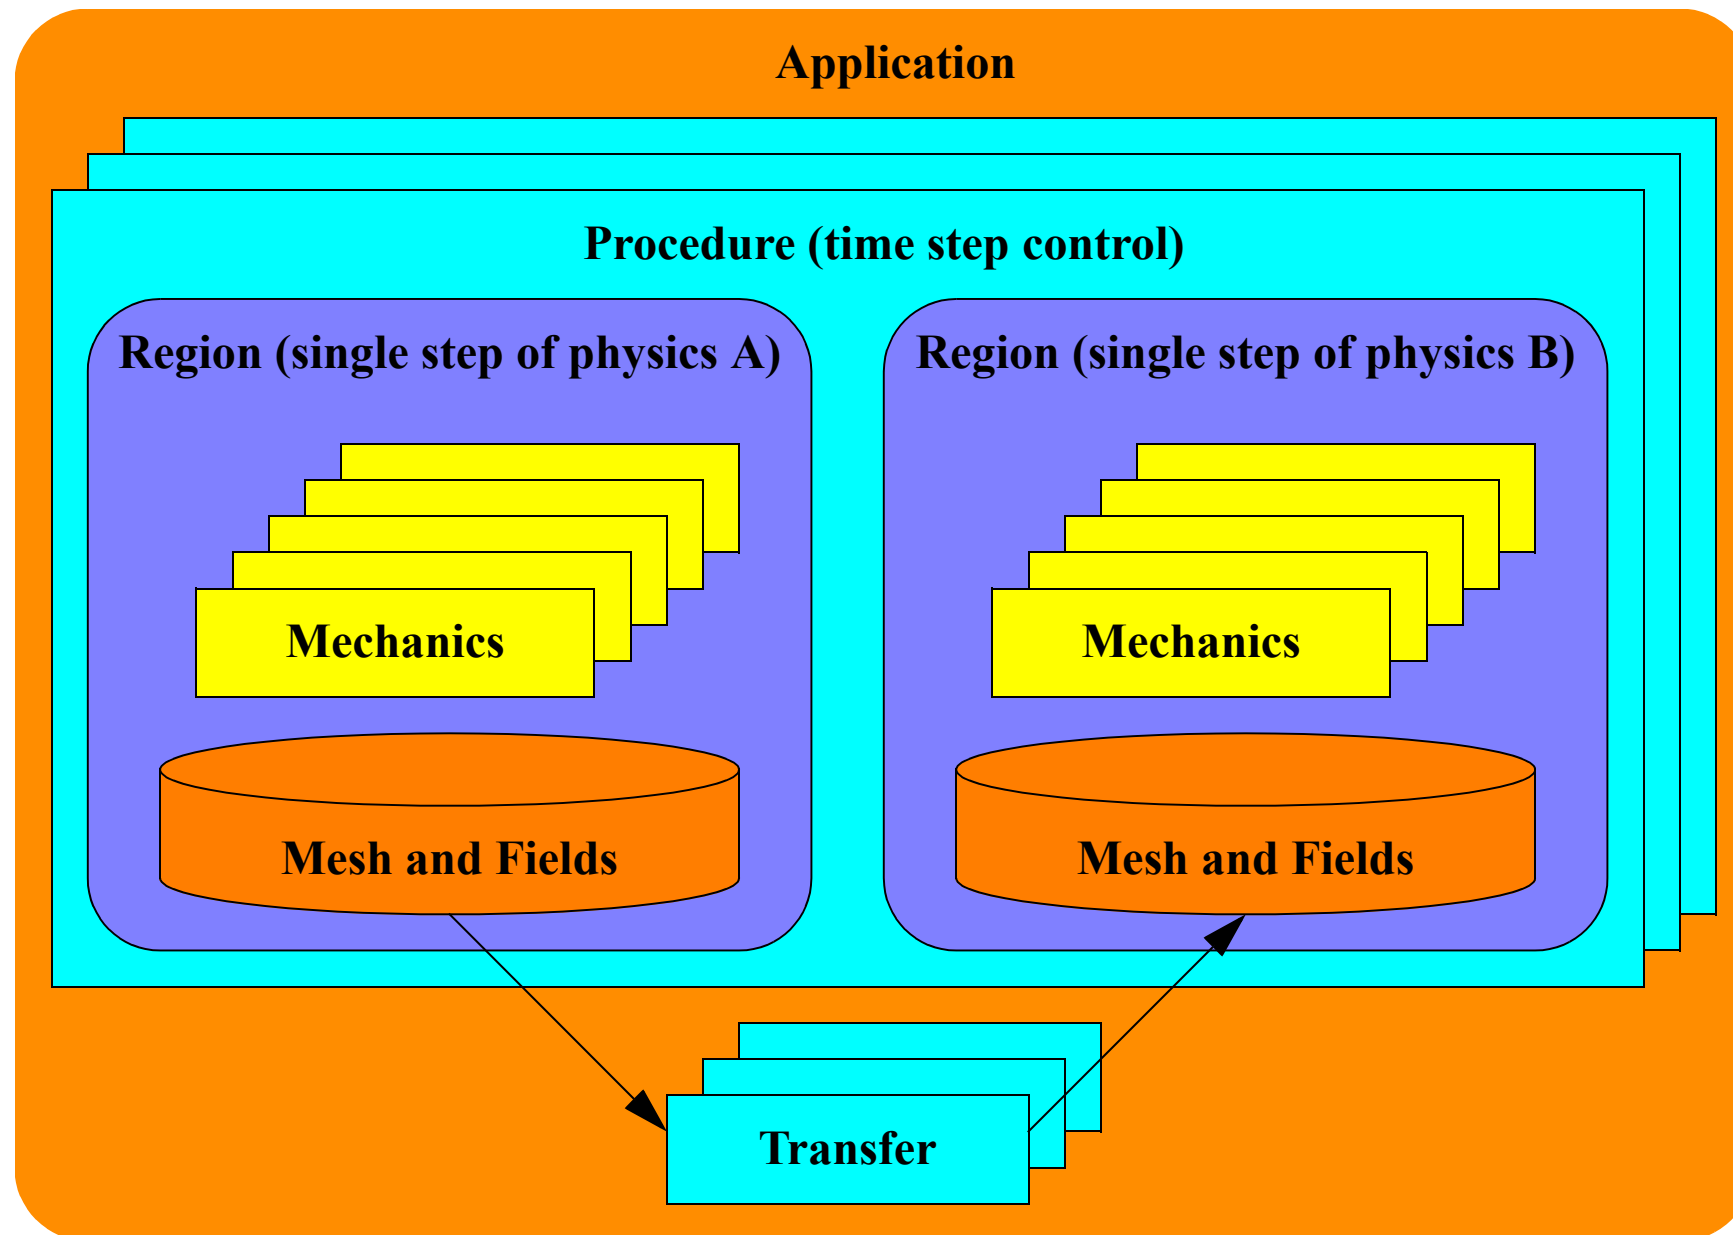 Application
Procedure (time step control)
Region (single step of physics A)
Region (single step of physics B)
Mechanics
Mechanics
Mesh and Fields
Mesh and Fields
Transfer